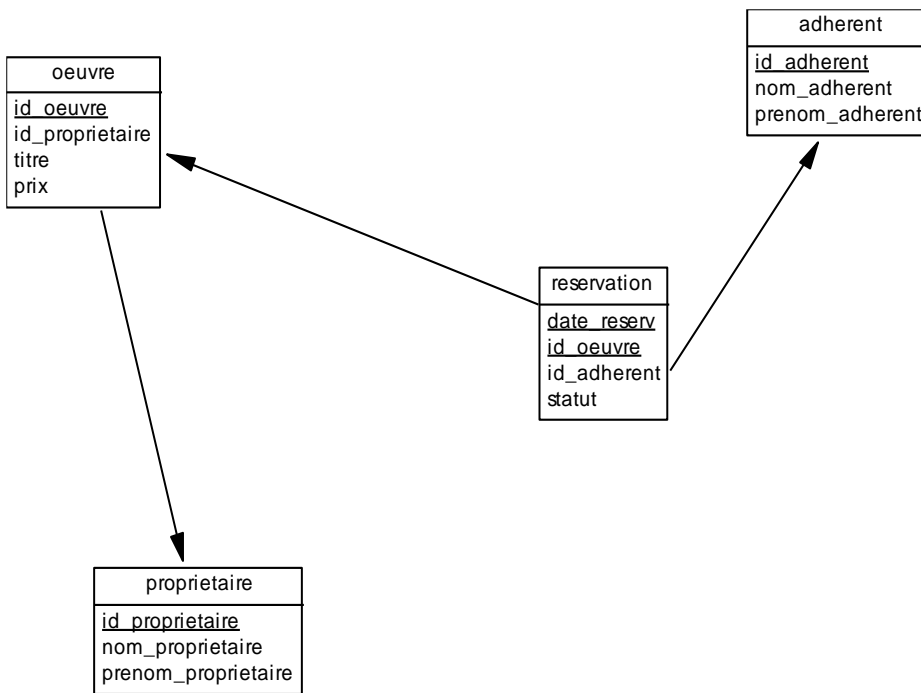 adherent
id_adherent
nom_adherent
prenom_adherent
oeuvre
id_oeuvre
id_proprietaire
titre
prix
reservation
date_reserv
id_oeuvre
id_adherent
statut
proprietaire
id_proprietaire
nom_proprietaire
prenom_proprietaire